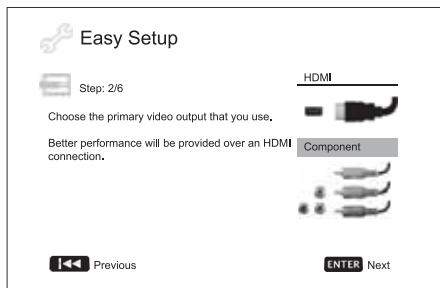 Easy Setup
HDMI
Step: 2/6
Choose the primary video output that you use.
Better performance will be provided over an HDMI
connection.
Component
Previous
ENTER Next